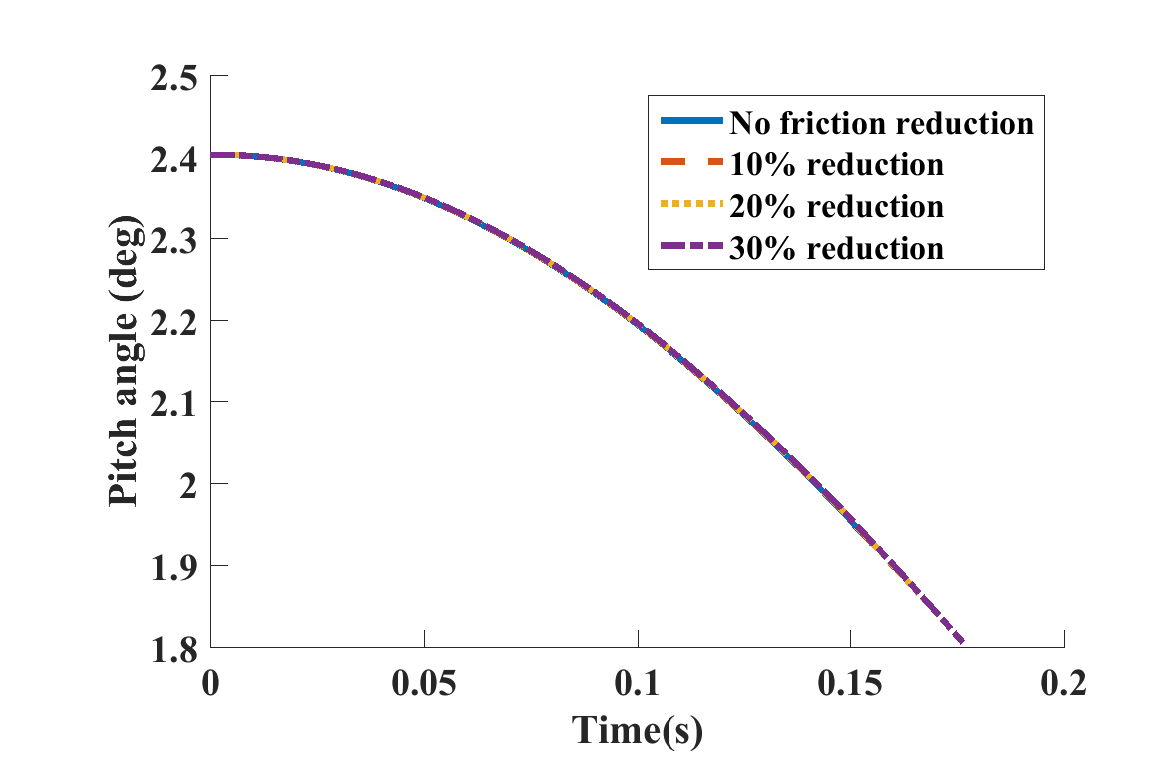 2.5
2.4
2.3
2.2
2.1
2
1.9
1.8
Pitch angle (deg)
No friction reduction
10% reduction
20% reduction
30% reduction
0 0.05 0.1 0.15 0.2
Time(s)